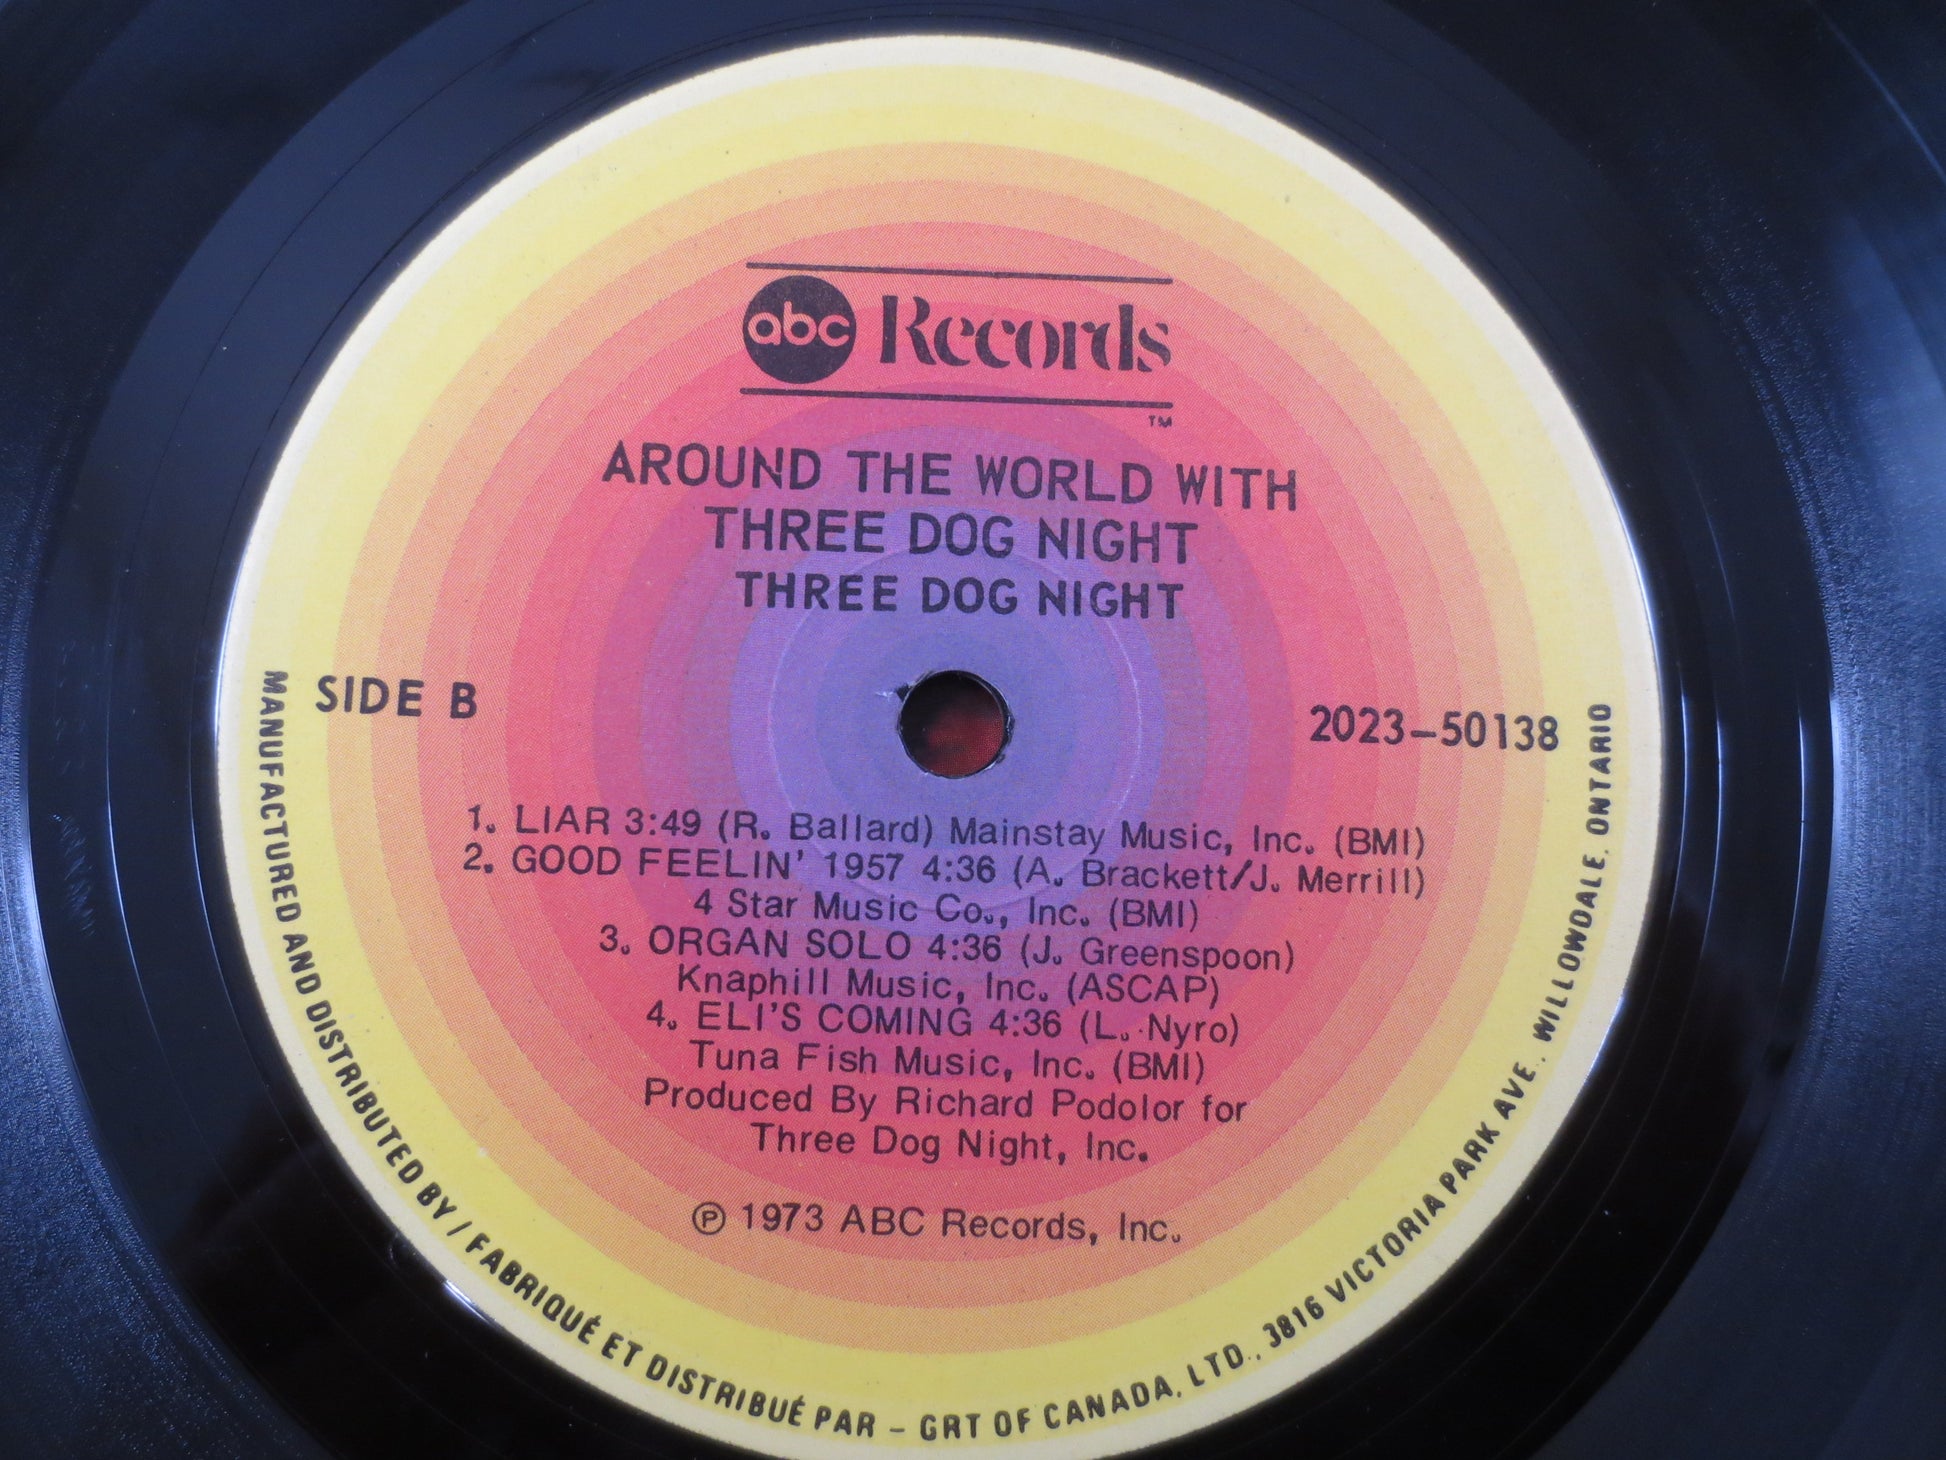 abc Records
TM
AROUND THE WORLD WITH
THREE DOG NIGHT
THREE DOG NIGHT
SIDE B
2023-50138
1. LIAR 3:49 (R. Ballard) Mainstay Music, Inc. (BMI)
2. GOOD FEELIN' 1957 4:36 (A. Brackett/J. Merrill)
4 Star Music Co., Inc. (BMI)
3. ORGAN SOLO 4:36 (J. Greenspoon)
Knaphill Music, Inc. (ASCAP)
4. ELI'S COMING 4:36 (L. Nyro)
Tuna Fish Music, Inc. (BMI)
Produced By Richard Podolor for
Three Dog Night, Inc.
℗ 1973 ABC Records, Inc.
MANUFACTURED AND DISTRIBUTED BY / FABRIQUÉ ET DISTRIBUÉ PAR – GRT OF CANADA, LTD., 3816 VICTORIA PARK AVE., WILLOWDALE, ONTARIO